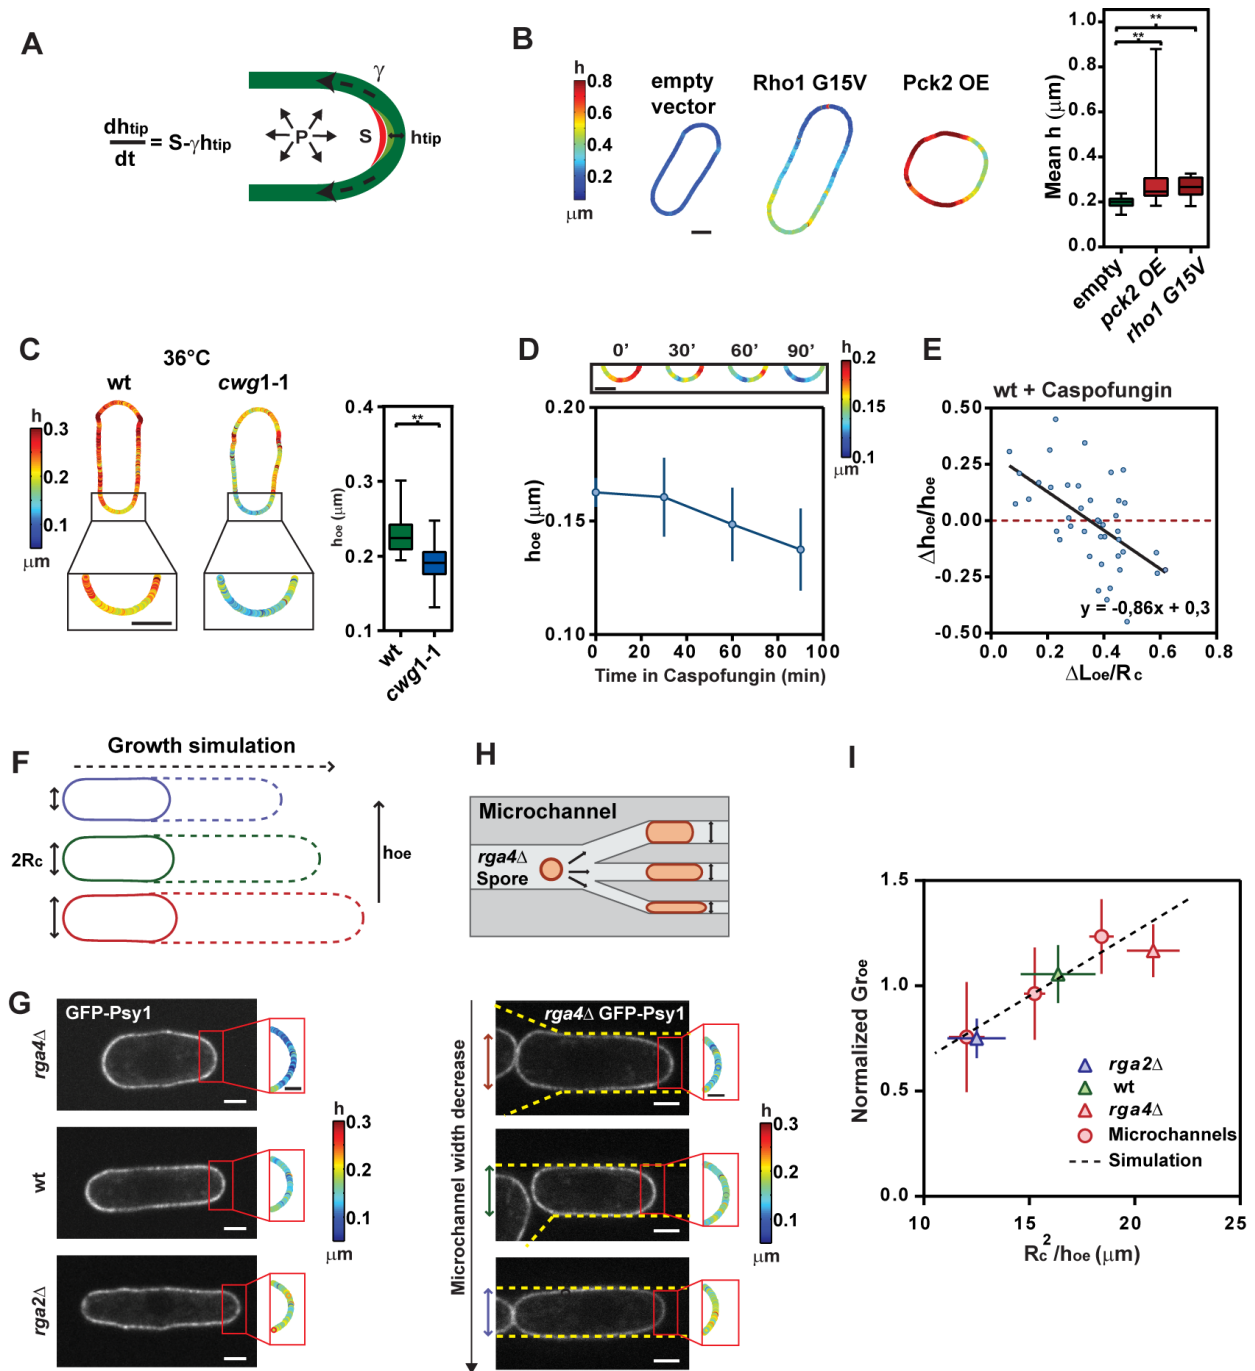 A
dhtip/dt = S-γhtip
γ
P
S
htip
B
h
0.8
0.6
0.4
0.2
μm
empty
vector
Rho1 G15V
Pck2 OE
Mean h (μm)
1.0
0.8
0.6
0.4
0.2
0.0
**
**
empty
pck2 OE
rho1 G15V
C
36°C
wt
cwg1-1
h
0.3
0.2
0.1
μm
hoe (μm)
0.4
0.3
0.2
0.1
**
wt
cwg1-1
D
0'
30'
60'
90'
h
0.2
0.15
0.1
μm
hoe (μm)
0.20
0.15
0.10
0
20
40
60
80
100
Time in Caspofungin (min)
E
wt + Caspofungin
Δhoe/hoe
0.50
0.25
0.00
-0.25
-0.50
y = -0,86x + 0,3
0.0
0.2
0.4
0.6
0.8
ΔLoe/Rc
F
Growth simulation
2Rc
hoe
G
GFP-Psy1
rga4Δ
wt
rga2Δ
h
0.3
0.2
0.1
μm
H
Microchannel
rga4Δ
Spore
Microchannel width decrease
rga4Δ GFP-Psy1
h
0.3
0.2
0.1
μm
I
Normalized Groe
1.5
1.0
0.5
0.0
rga2Δ
wt
rga4Δ
Microchannels
Simulation
10
15
20
25
Rc²/hoe (μm)